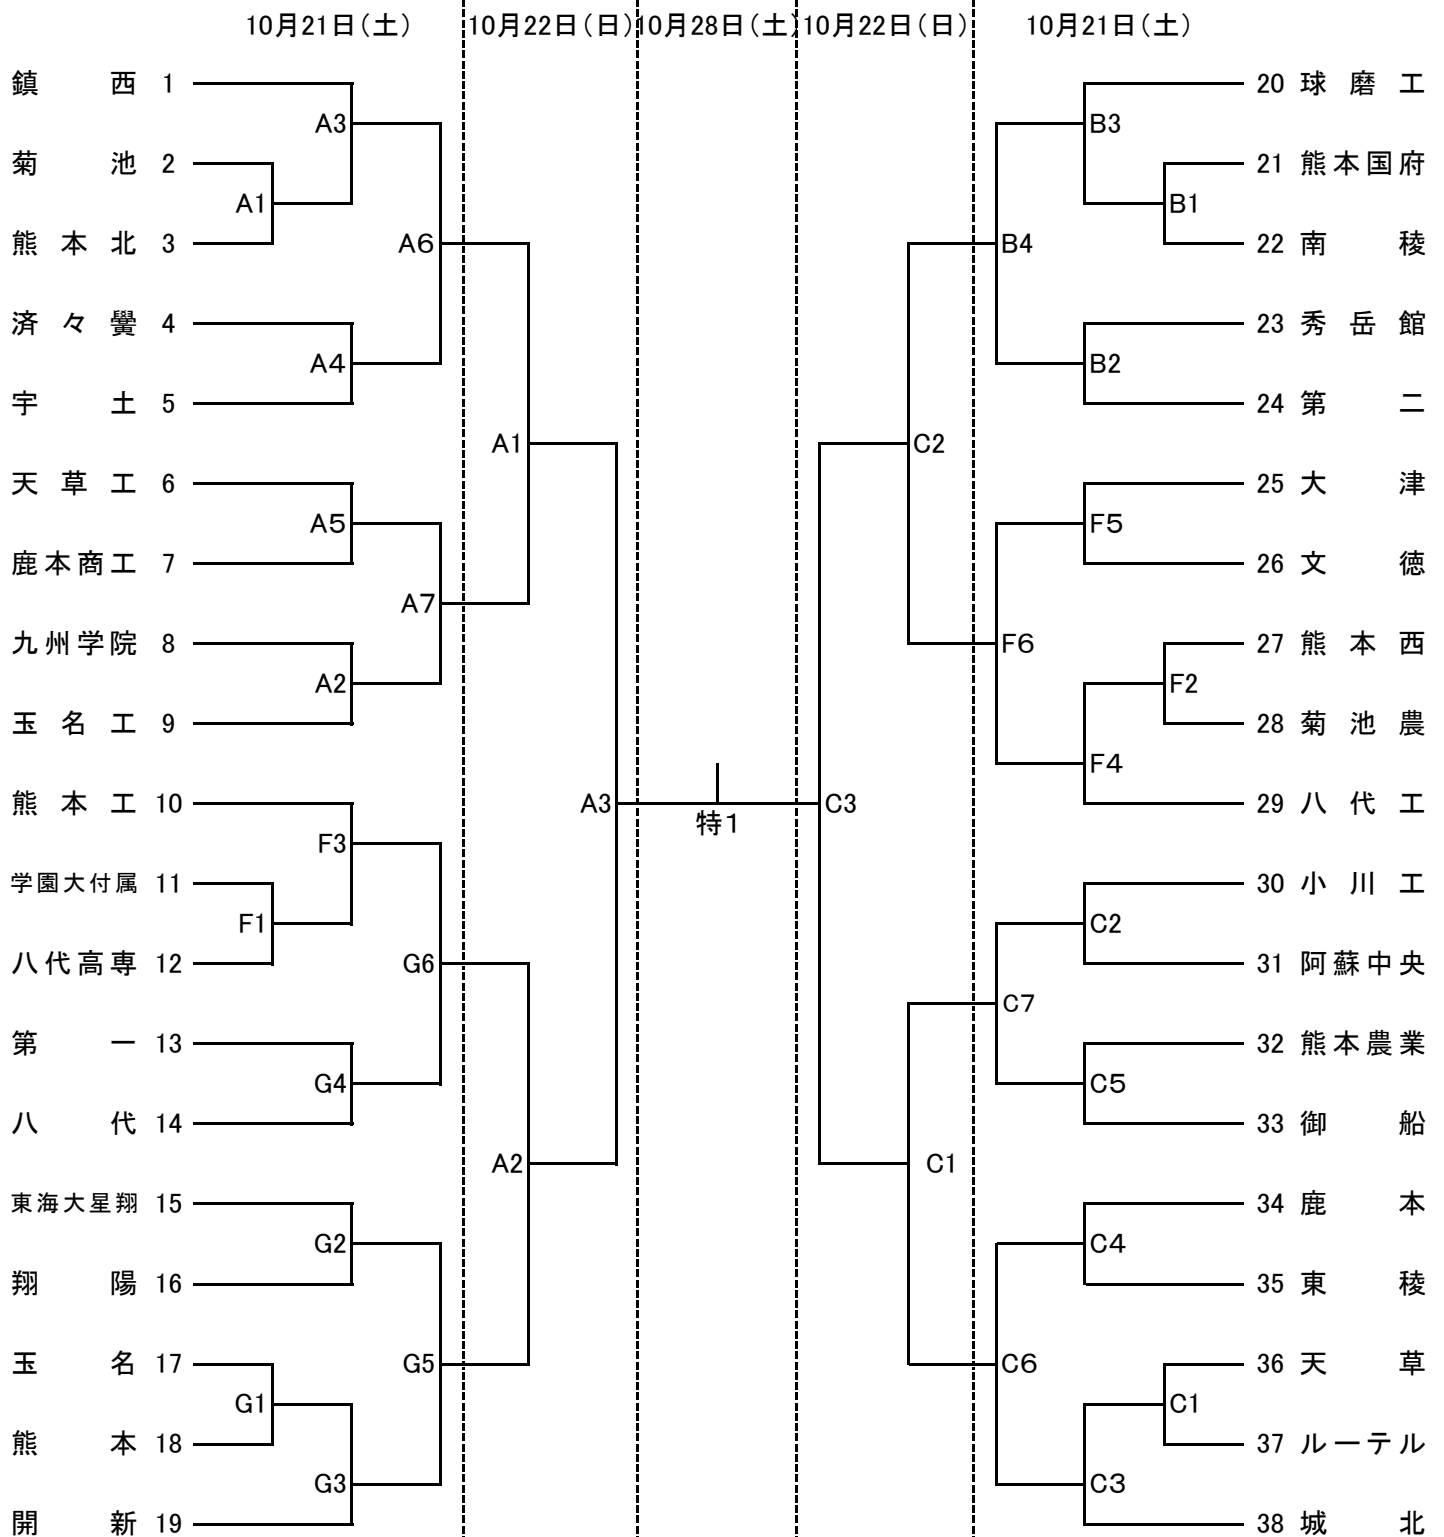 10月21日(土) 10月22日(日) 10月28日(土) 10月22日(日) 10月21日(土)
鎮西 1 20 球磨工
A3 B3
菊池 2 21 熊本国府
A1 B1
熊本北 3 A6 B4 22 南稜
済々黌 4 23 秀岳館
A4 B2
宇土 5 24 第二
A1 C2
天草工 6 25 大津
A5 F5
鹿本商工 7 26 文徳
A7
九州学院 8 F6 27 熊本西
A2 F2
玉名工 9 28 菊池農
F4
熊本工 10 A3 C3 29 八代工
特1
F3
学園大付属 11 30 小川工
F1 C2
八代高専 12 G6 31 阿蘇中央
C7
第一 13 32 熊本農業
G4 C5
八代 14 33 御船
A2 C1
東海大星翔 15 34 鹿本
G2 C4
翔陽 16 35 東稜
玉名 17 G5 C6 36 天草
G1 C1
熊本 18 37 ルーテル
G3 C3
開新 19 38 城北